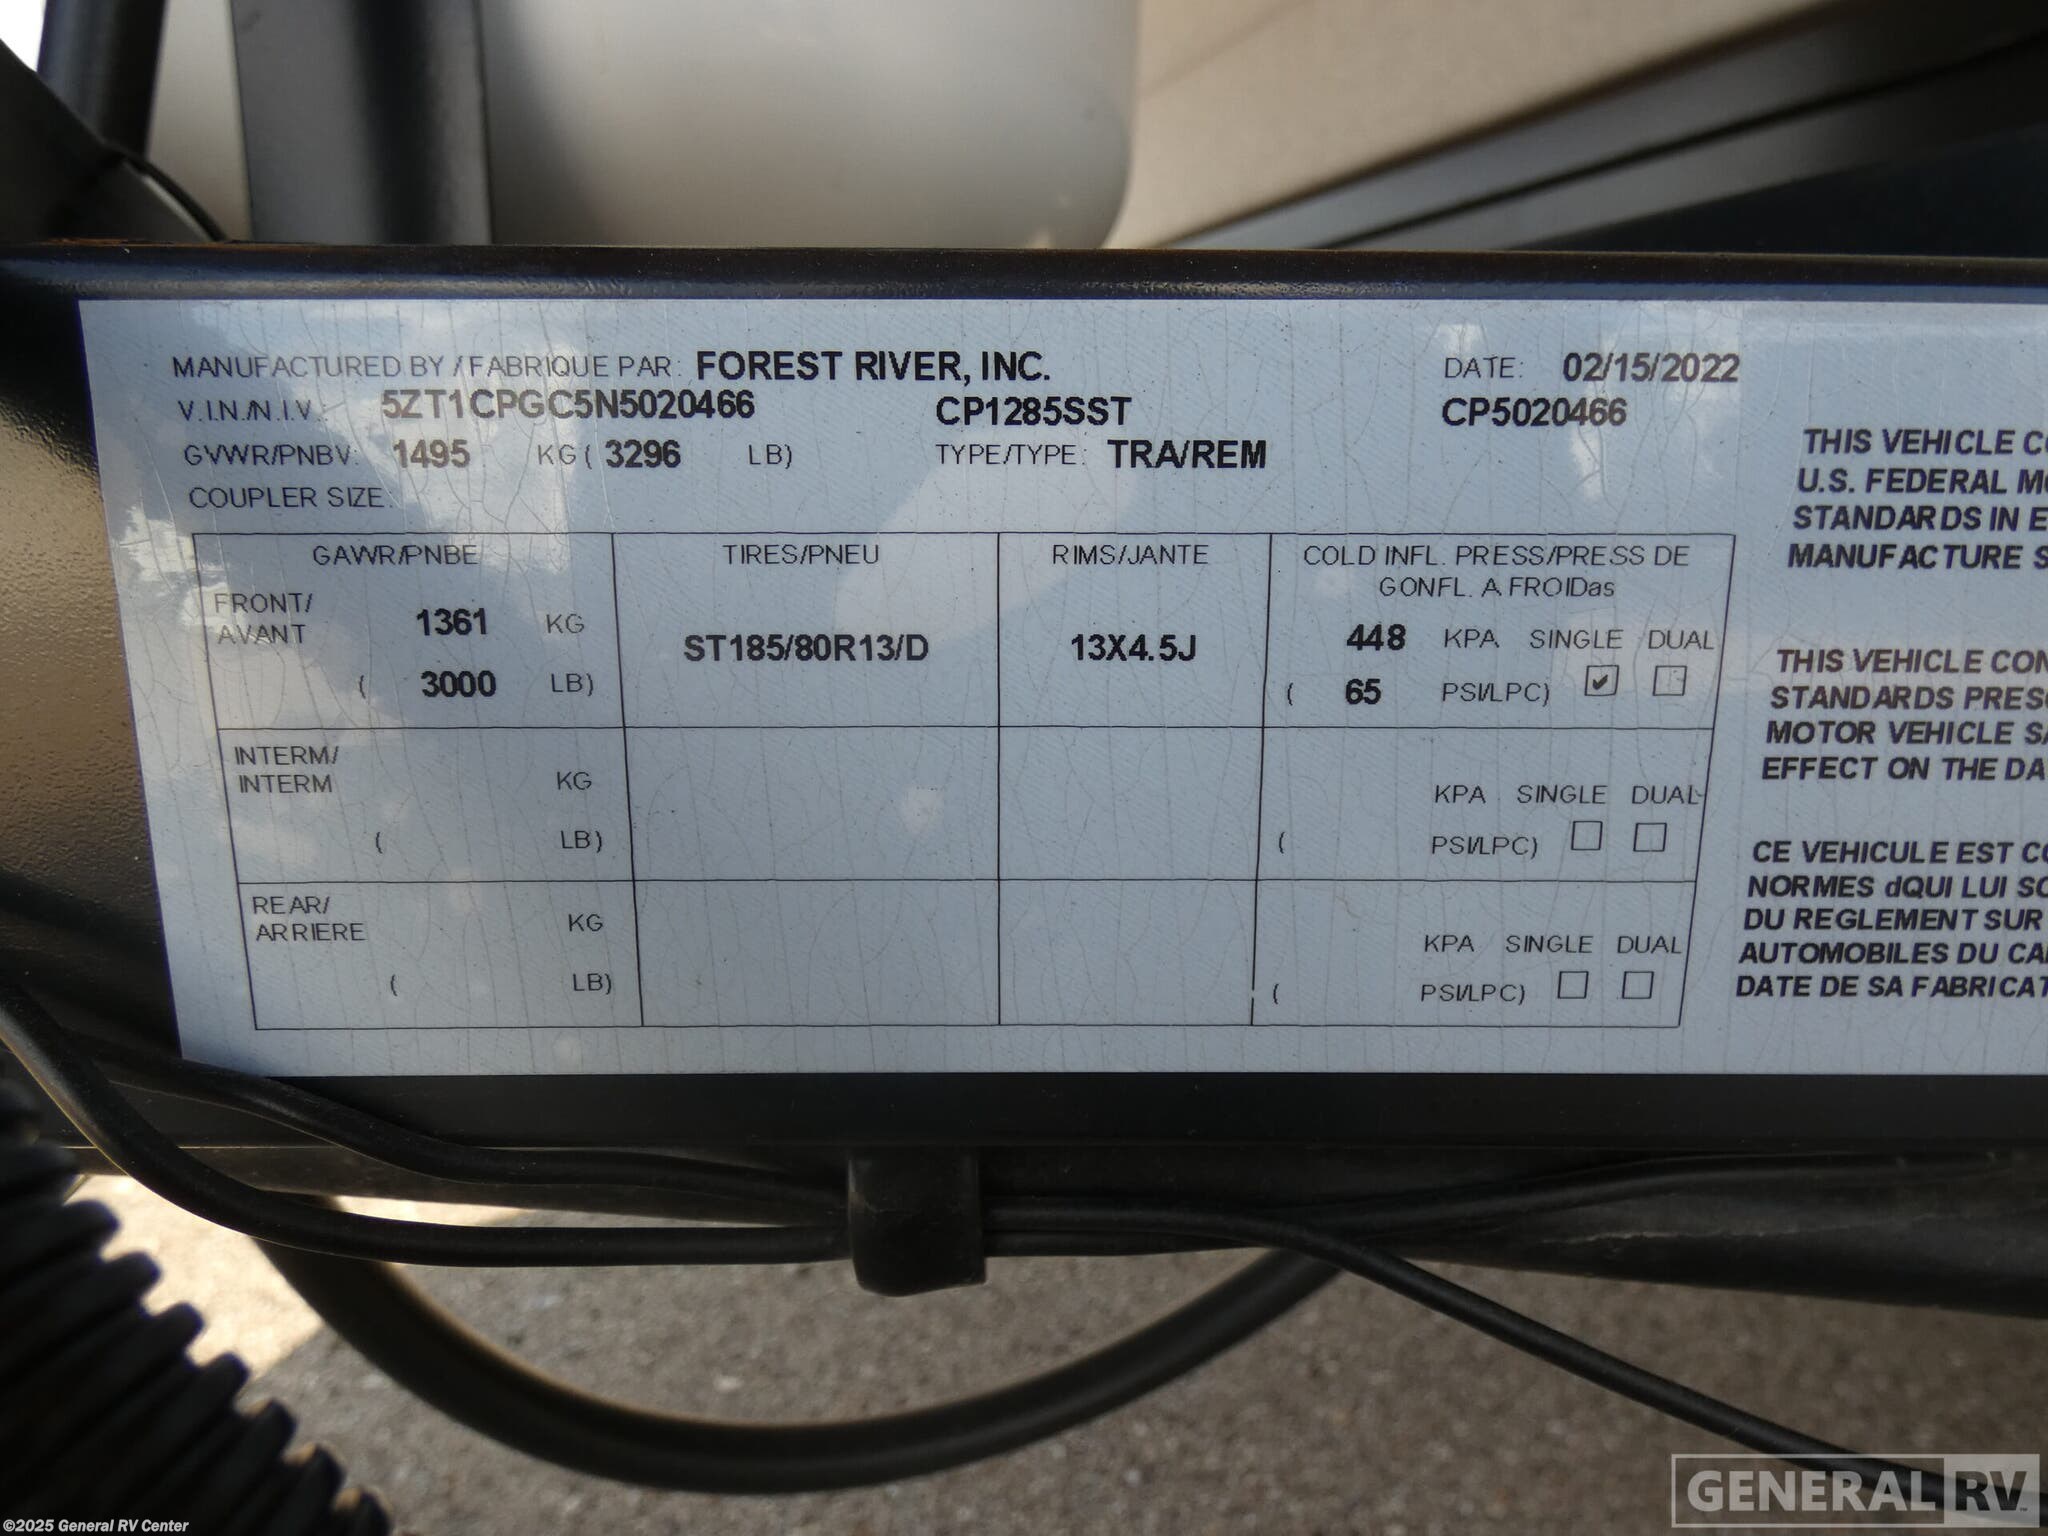 MANUFACTURED BY / FABRIQUE PAR: FOREST RIVER, INC. DATE: 02/15/2022
V.I.N./N.I.V.: 5ZT1CPGC5N5020466 CP1285SST CP5020466
GVWR/PNBV: 1495 KG ( 3296 LB) TYPE/TYPE: TRA/REM
COUPLER SIZE:
GAWR/PNBE TIRES/PNEU RIMS/JANTE COLD INFL. PRESS/PRESS DE
GONFL. A FROIDas
FRONT/
AVANT 1361 KG ST185/80R13/D 13X4.5J 448 KPA SINGLE DUAL
( 3000 LB) ( 65 PSI/LPC) ✔
INTERM/
INTERM KG KPA SINGLE DUAL
( LB) ( PSI/LPC)
REAR/
ARRIERE KG KPA SINGLE DUAL
( LB) ( PSI/LPC)
THIS VEHICLE
U.S. FEDERAL
STANDARDS IN
MANUFACTURE
THIS VEHICLE
STANDARDS
MOTOR VEHICLE
EFFECT ON THE
CE VEHICULE EST
NORMES dQUI LUI
DU REGLEMENT SUR
AUTOMOBILES DU
DATE DE SA
©2025 General RV Center
GENERAL RV